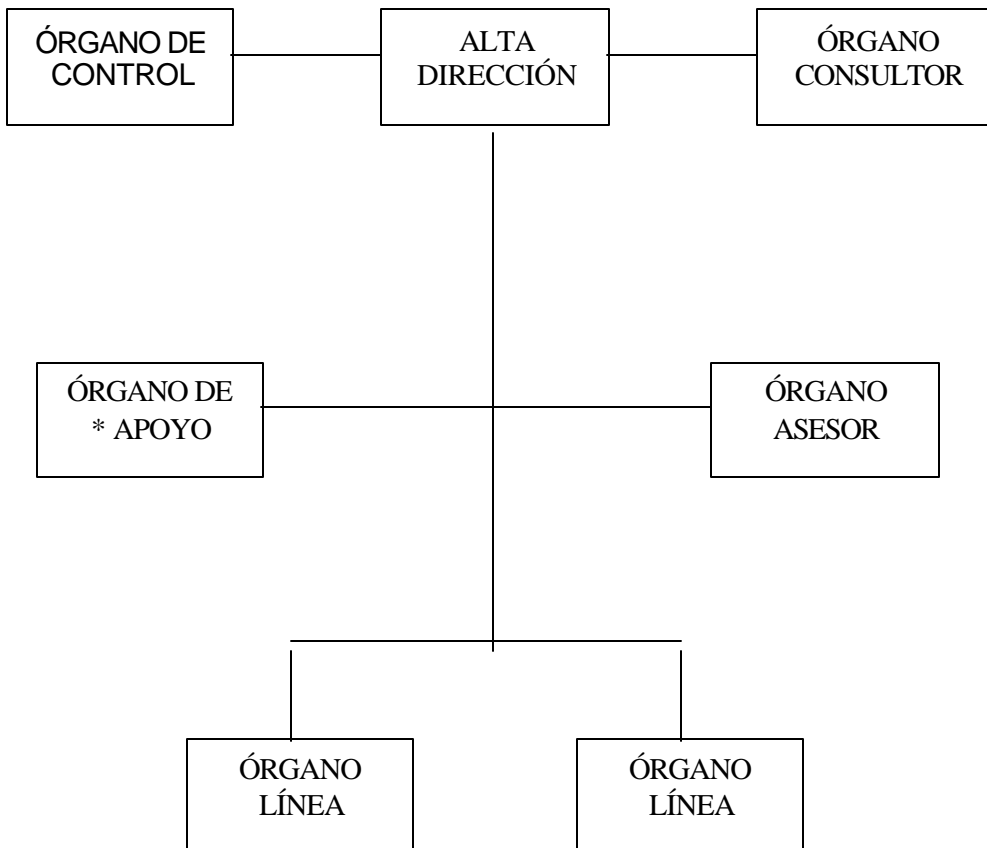 ÓRGANO DE
CONTROL
ALTA
DIRECCIÓN
ÓRGANO
CONSULTOR
ÓRGANO DE
* APOYO
ÓRGANO
ASESOR
ÓRGANO
LÍNEA
ÓRGANO
LÍNEA